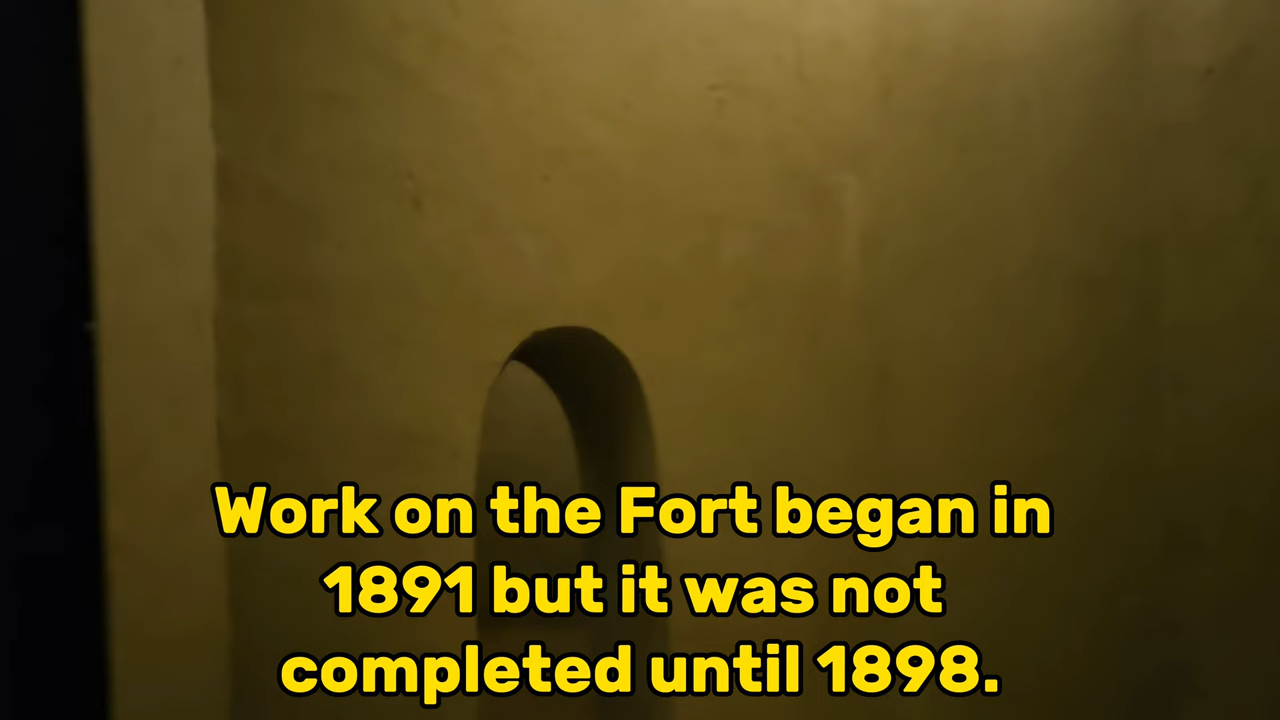 Work on the Fort began in
1891 but it was not
completed until 1898.